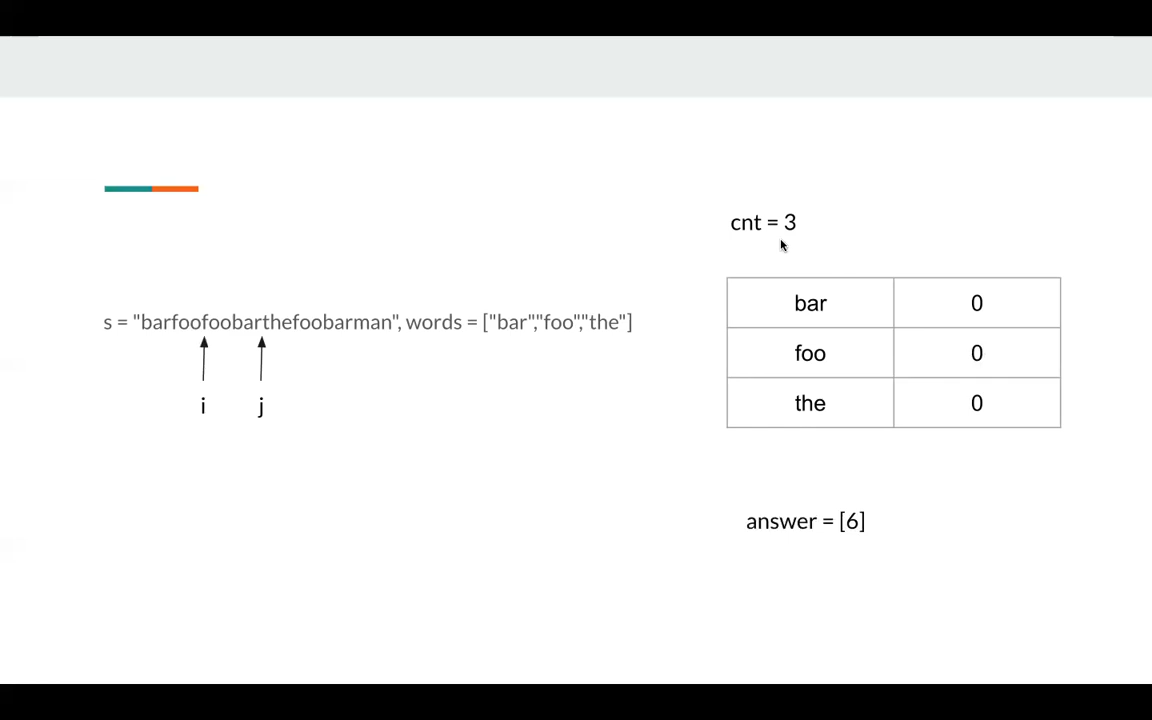 cnt = 3
s = "barfoofoobarthefoobarman", words = ["bar","foo","the"]
i j
bar 0
foo 0
the 0
answer = [6]